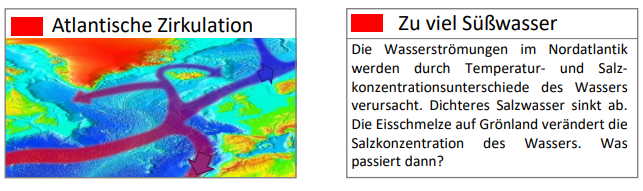 Atlantische Zirkulation
Zu viel Süßwasser
Die Wasserströmungen im Nordatlantik
werden durch Temperatur- und Salz-
konzentrationsunterschiede des Wassers
verursacht. Dichteres Salzwasser sinkt ab.
Die Eisschmelze auf Grönland verändert die
Salzkonzentration des Wassers. Was
passiert dann?